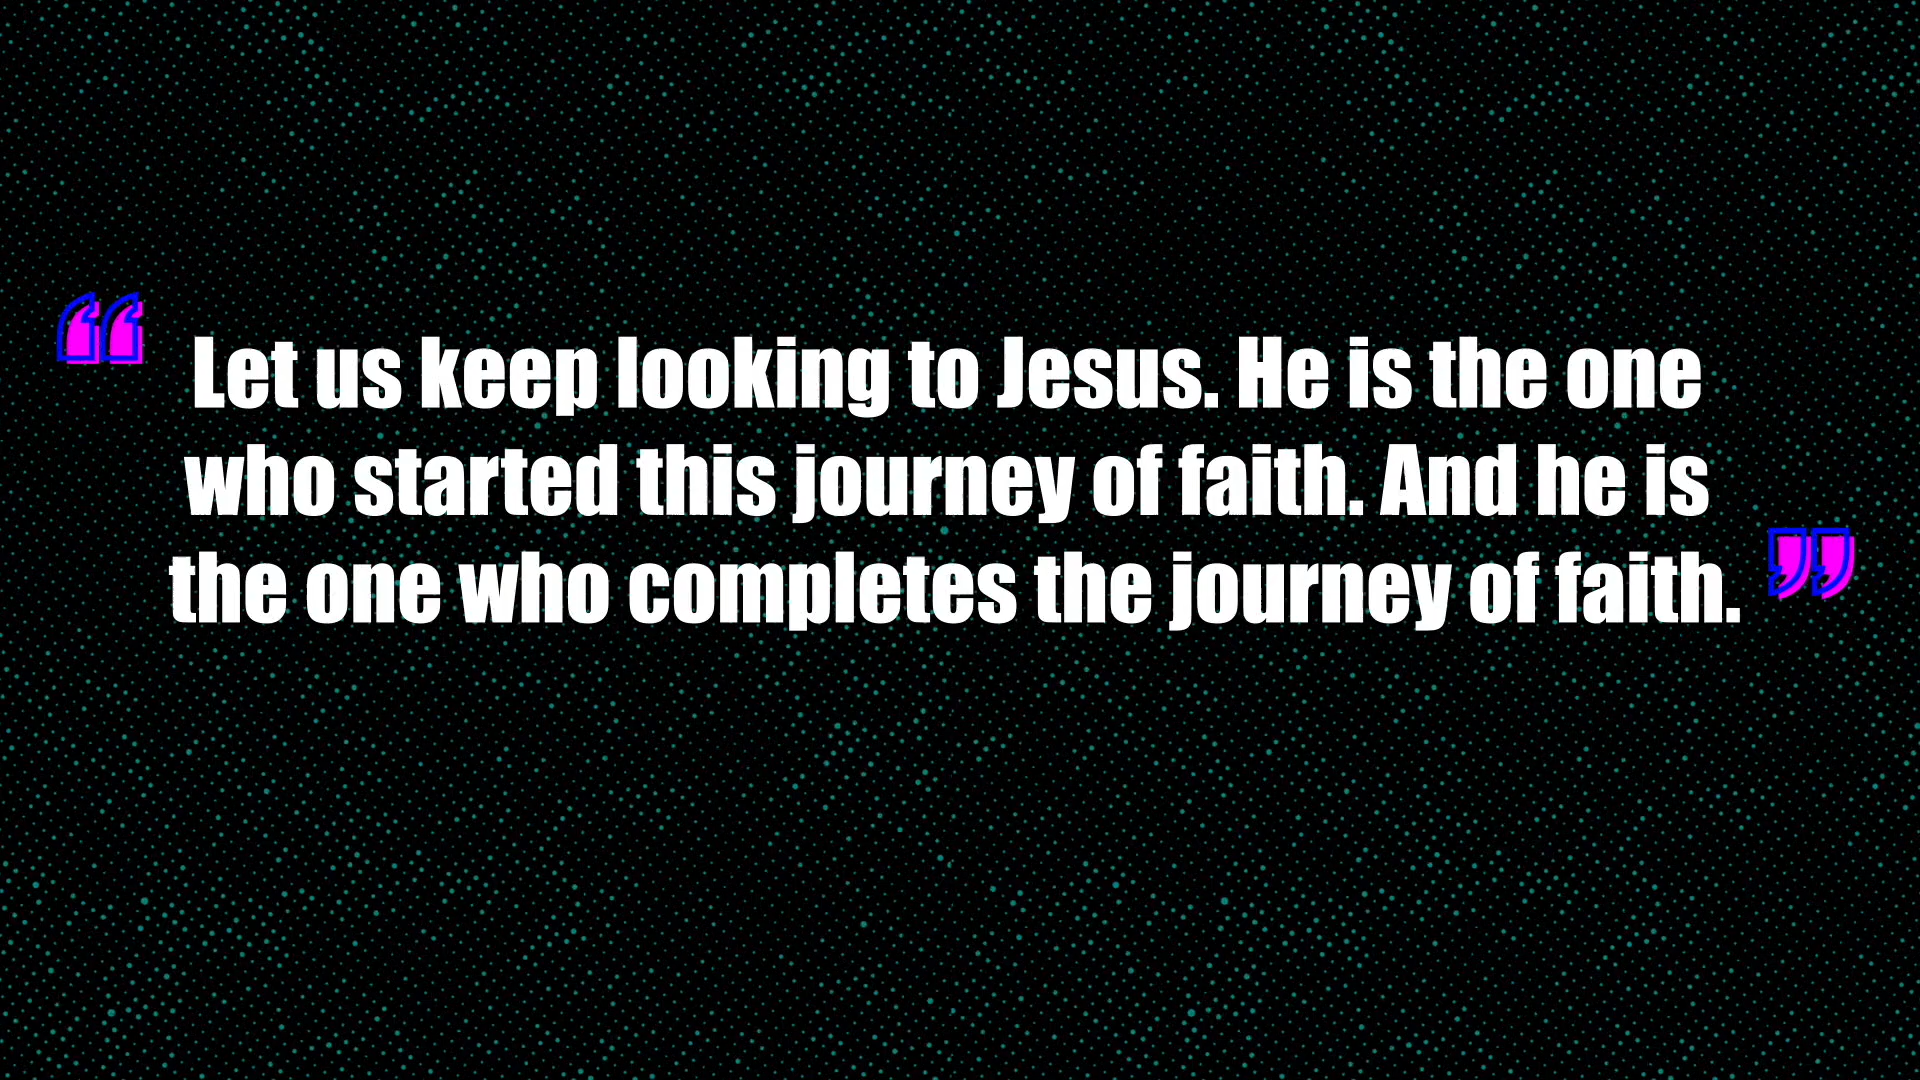 “Let us keep looking to Jesus. He is the one
who started this journey of faith. And he is
the one who completes the journey of faith.”